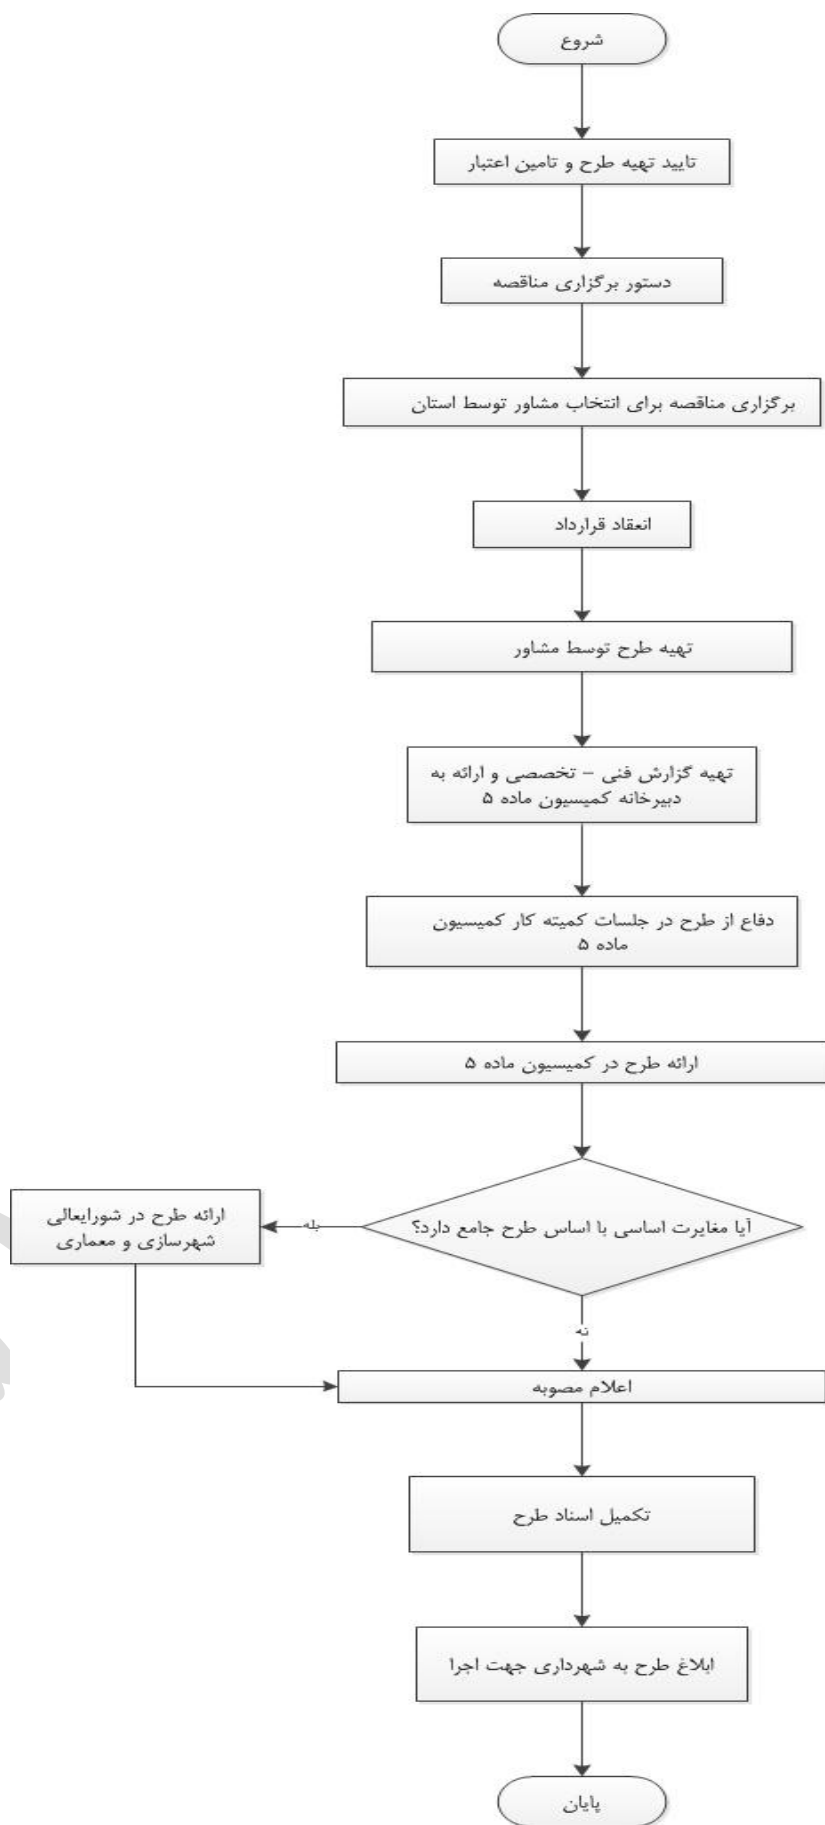 شروع
تایید تهیه طرح و تامین اعتبار
دستور برگزاری مناقصه
برگزاری مناقصه برای انتخاب مشاور توسط استان
انعقاد قرارداد
تهیه طرح توسط مشاور
تهیه گزارش فنی – تخصصی و ارائه به
دبیرخانه کمیسیون ماده ۵
دفاع از طرح در جلسات کمیته کار کمیسیون
ماده ۵
ارائه طرح در کمیسیون ماده ۵
آیا مغایرت اساسی با اساس طرح جامع دارد؟
بله
ارائه طرح در شورایعالی
شهرسازی و معماری
نه
اعلام مصوبه
تکمیل اسناد طرح
ابلاغ طرح به شهرداری جهت اجرا
پایان